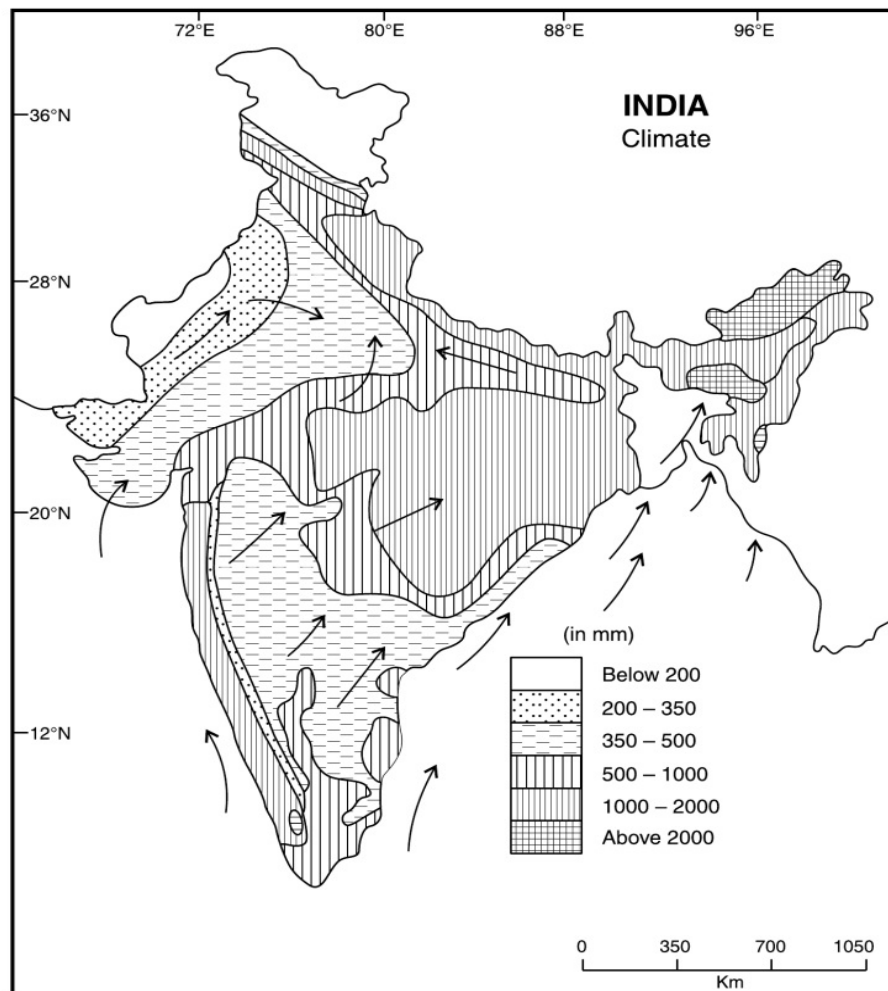 72°E 80°E 88°E 96°E
INDIA
Climate
36°N
28°N
20°N
12°N
(in mm)
Below 200
200 – 350
350 – 500
500 – 1000
1000 – 2000
Above 2000
0 350 700 1050
Km